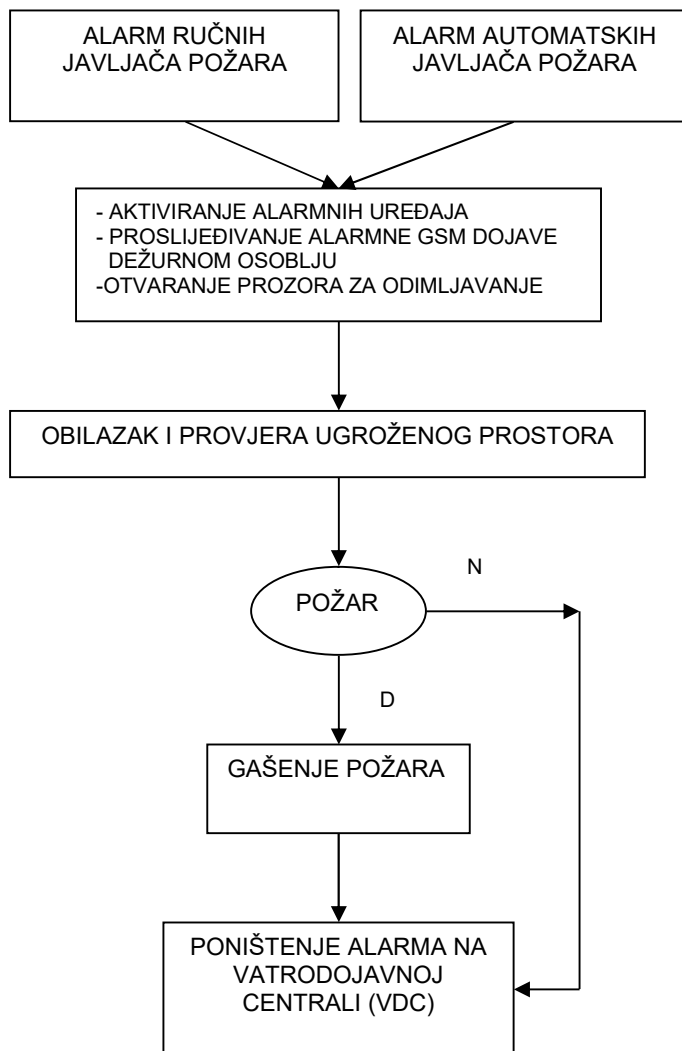 ALARM RUČNIH
JAVLJAČA POŽARA
ALARM AUTOMATSKIH
JAVLJAČA POŽARA
- AKTIVIRANJE ALARMNIH UREĐAJA
- PROSLIJEĐIVANJE ALARMNE GSM DOJAVE
DEŽURNOM OSOBLJU
-OTVARANJE PROZORA ZA ODIMLJAVANJE
OBILAZAK I PROVJERA UGROŽENOG PROSTORA
POŽAR
N
D
GAŠENJE POŽARA
PONIŠTENJE ALARMA NA
VATRODOJAVNOJ
CENTRALI (VDC)